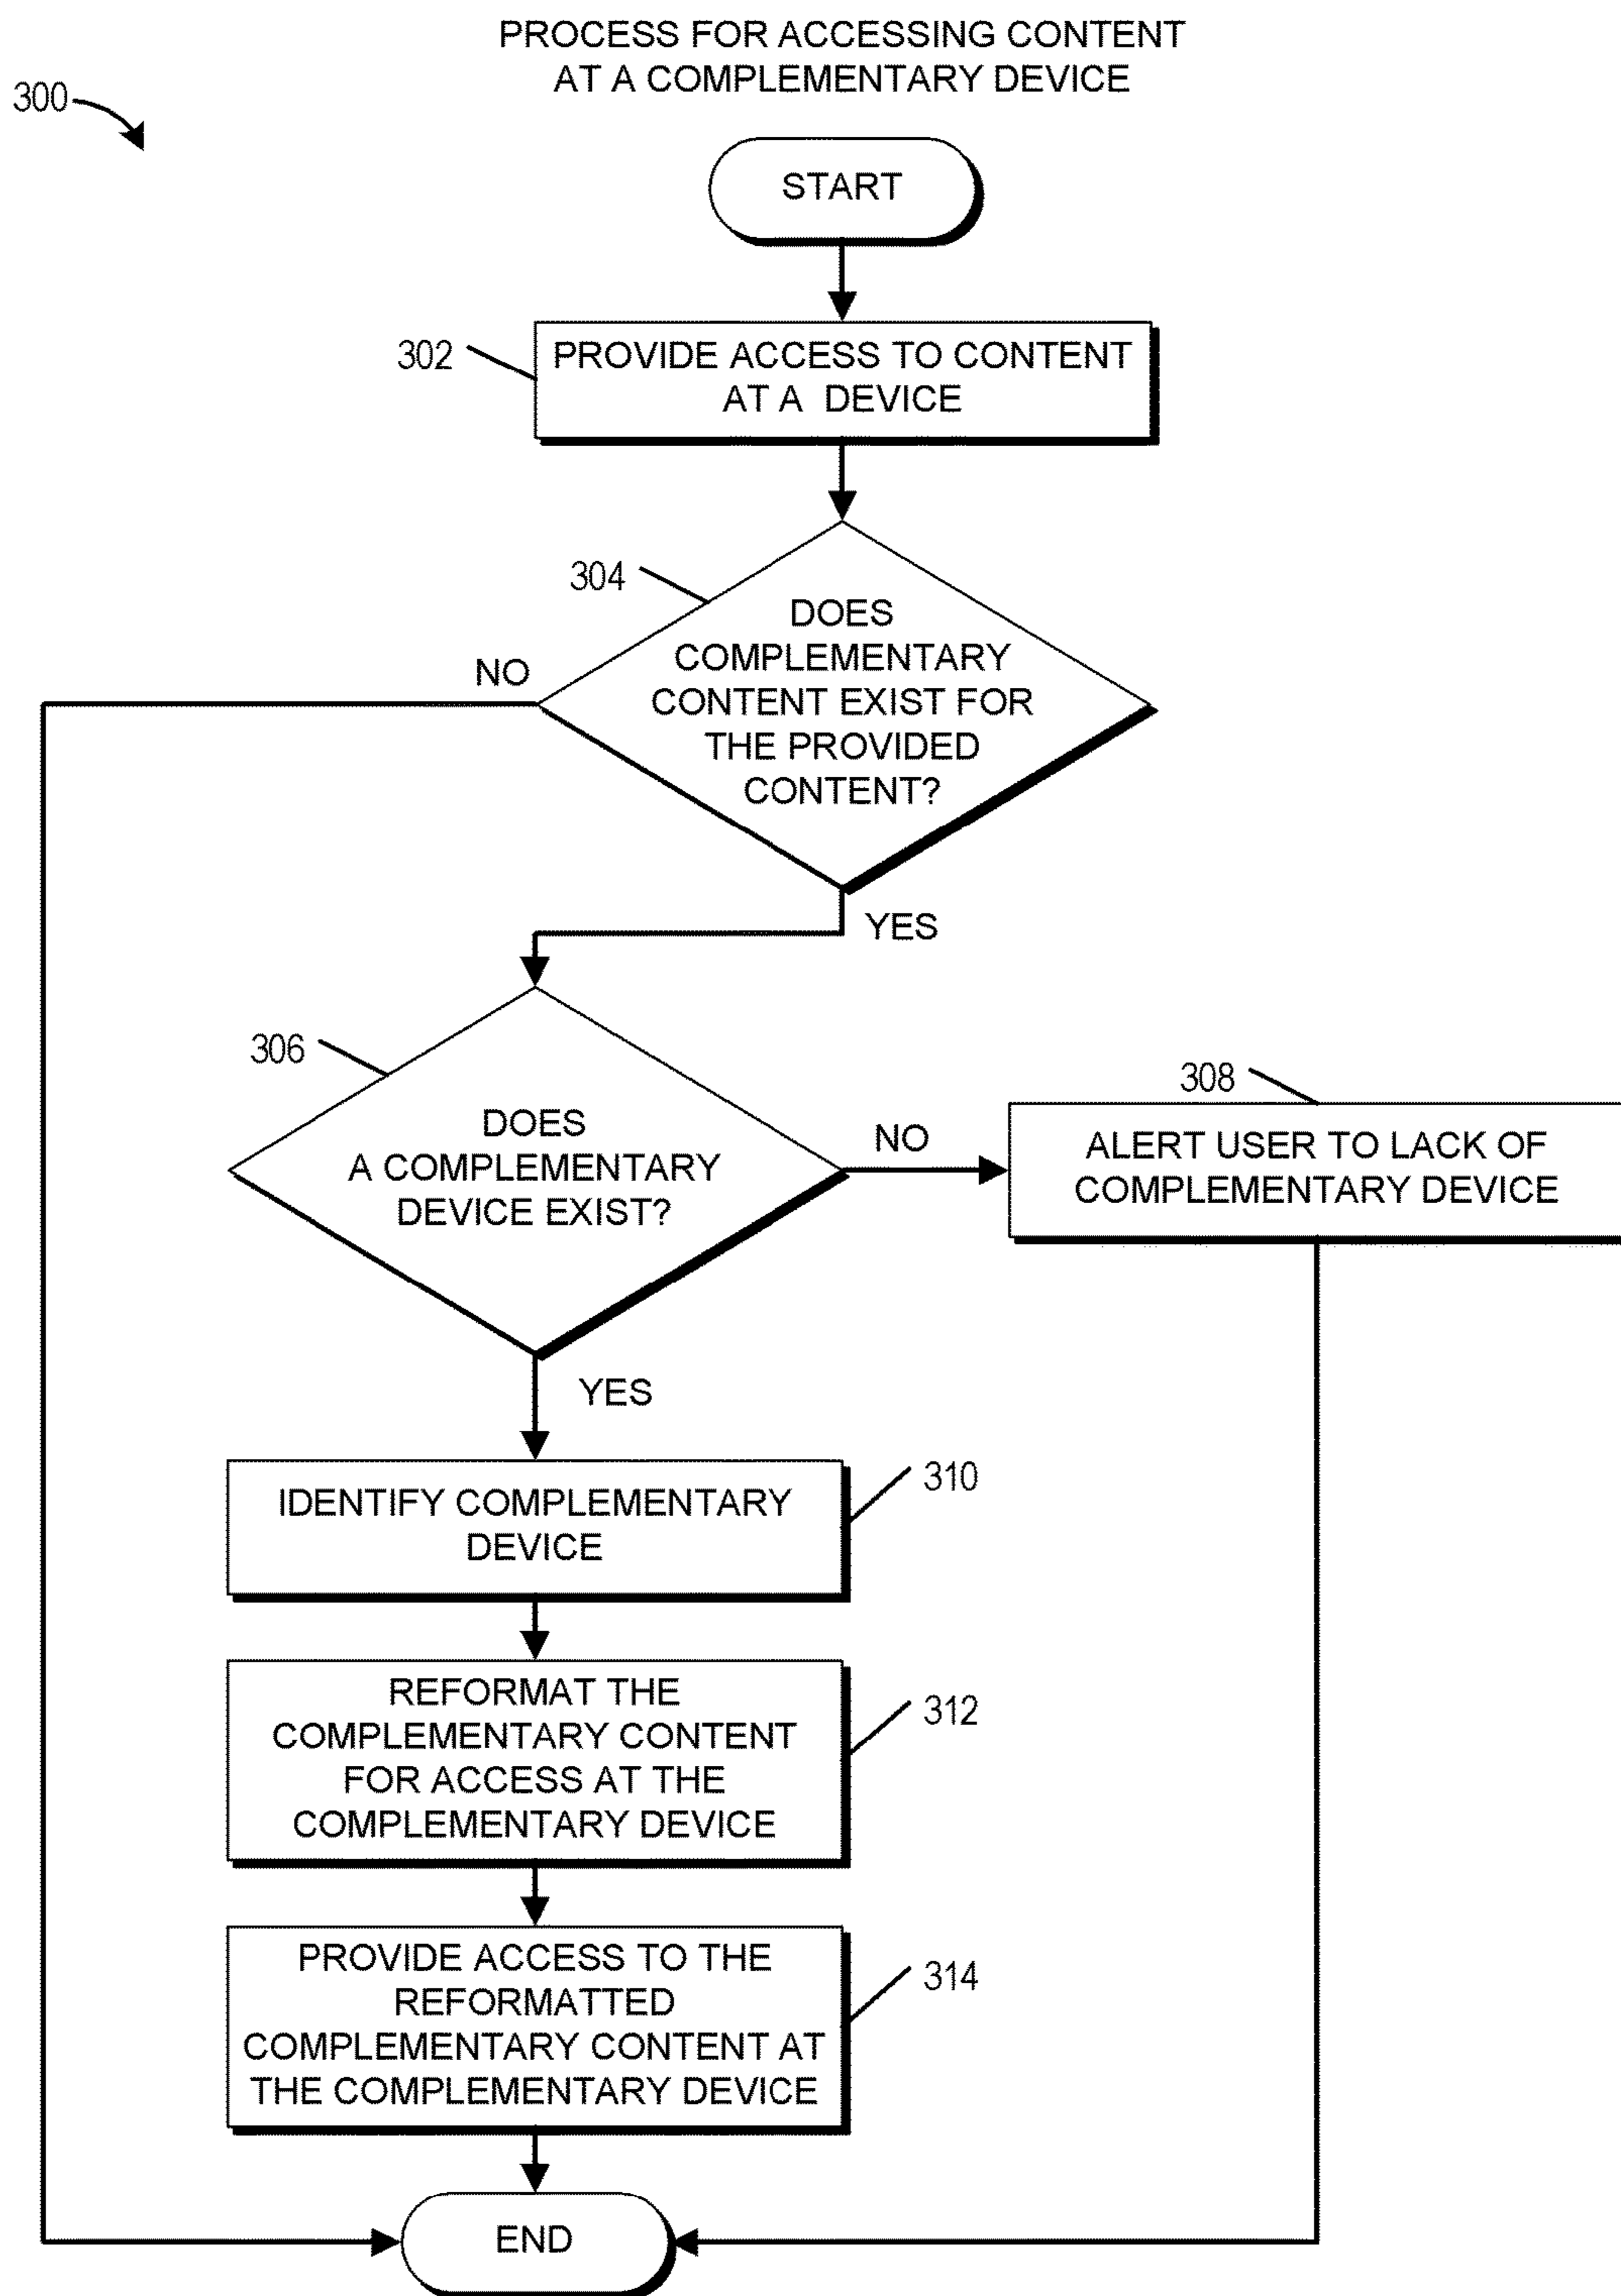 PROCESS FOR ACCESSING CONTENT
AT A COMPLEMENTARY DEVICE
300
START
302
PROVIDE ACCESS TO CONTENT
AT A DEVICE
304
DOES
COMPLEMENTARY
CONTENT EXIST FOR
THE PROVIDED
CONTENT?
NO
YES
306
DOES
A COMPLEMENTARY
DEVICE EXIST?
NO
308
ALERT USER TO LACK OF
COMPLEMENTARY DEVICE
YES
310
IDENTIFY COMPLEMENTARY
DEVICE
312
REFORMAT THE
COMPLEMENTARY CONTENT
FOR ACCESS AT THE
COMPLEMENTARY DEVICE
314
PROVIDE ACCESS TO THE
REFORMATTED
COMPLEMENTARY CONTENT AT
THE COMPLEMENTARY DEVICE
END